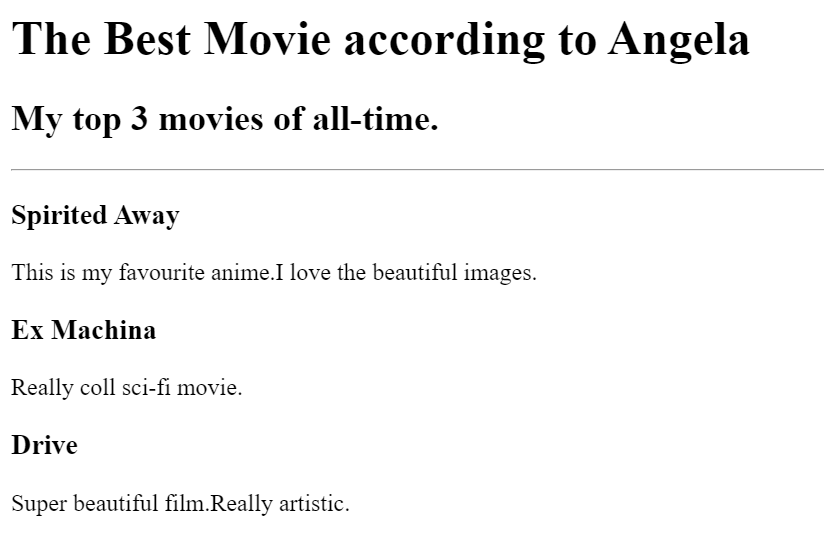 The Best Movie according to Angela
My top 3 movies of all-time.
Spirited Away
This is my favourite anime.I love the beautiful images.
Ex Machina
Really coll sci-fi movie.
Drive
Super beautiful film.Really artistic.